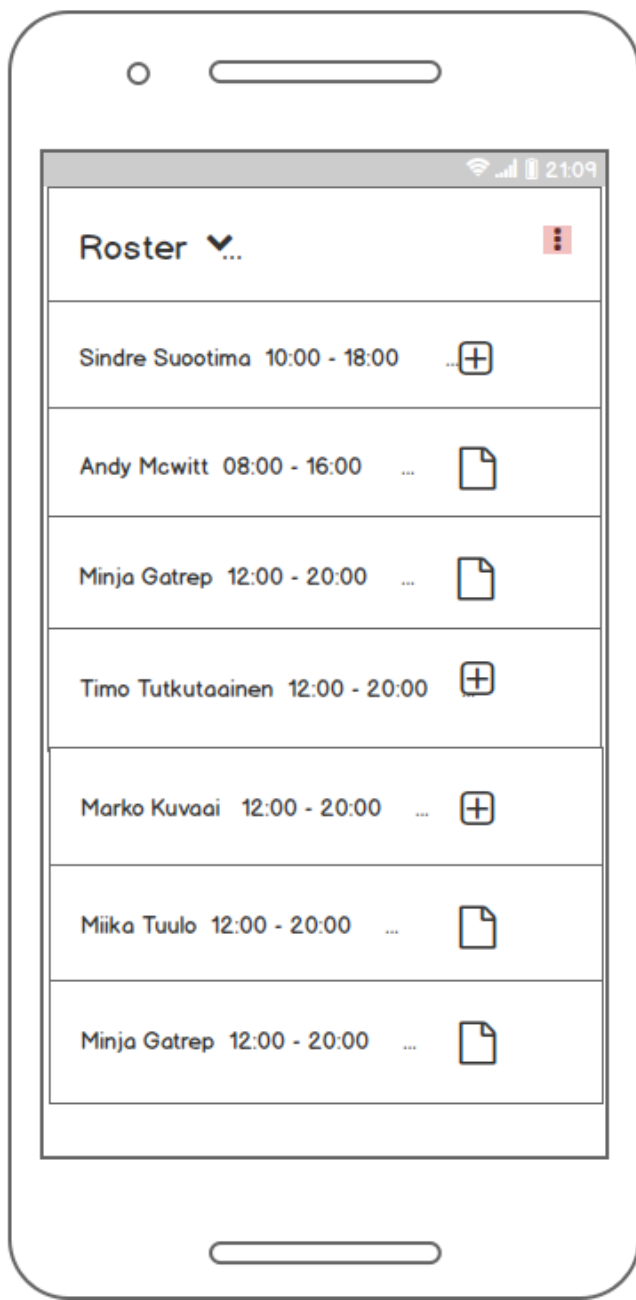 21:09
Roster ...
Sindre Suootima 10:00 - 18:00 ...
Andy Mcwitt 08:00 - 16:00 ...
Minja Gatrep 12:00 - 20:00 ...
Timo Tutkutaainen 12:00 - 20:00 ...
Marko Kuvaai 12:00 - 20:00 ...
Miika Tuulo 12:00 - 20:00 ...
Minja Gatrep 12:00 - 20:00 ...